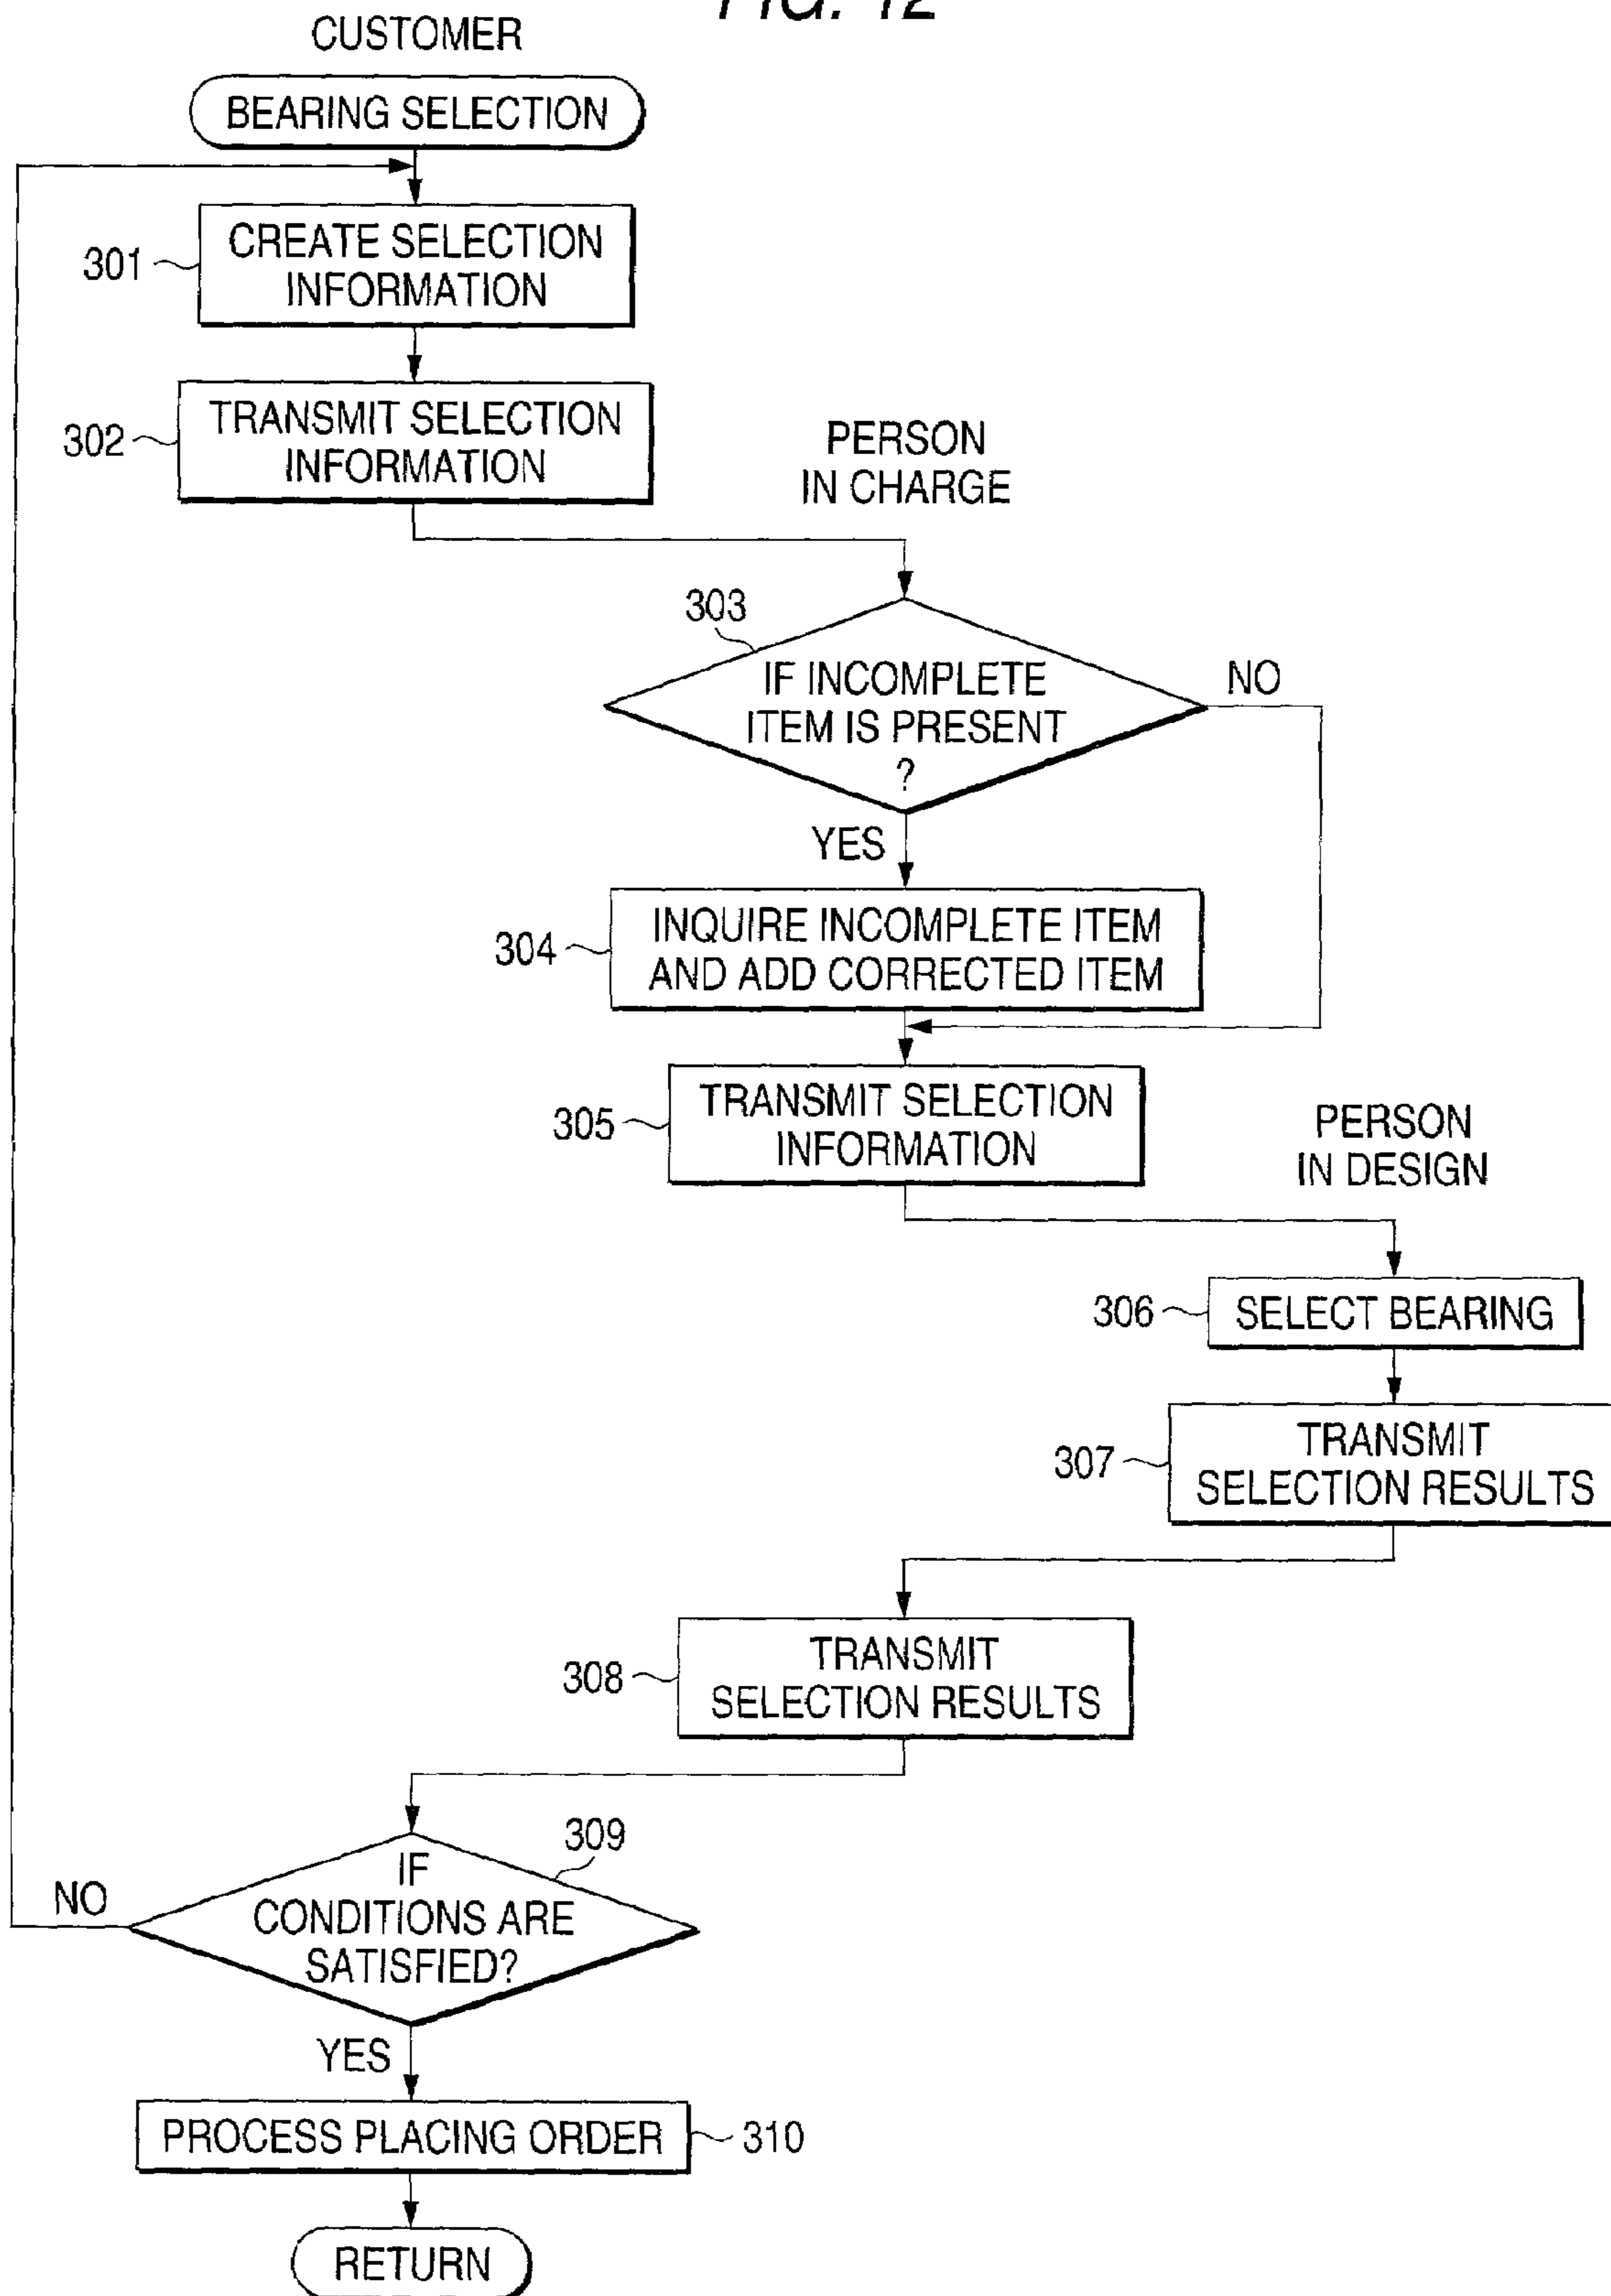 FIG. 12
CUSTOMER
BEARING SELECTION
301
CREATE SELECTION
INFORMATION
302
TRANSMIT SELECTION
INFORMATION
PERSON
IN CHARGE
303
IF INCOMPLETE
ITEM IS PRESENT
?
NO
YES
304
INQUIRE INCOMPLETE ITEM
AND ADD CORRECTED ITEM
305
TRANSMIT SELECTION
INFORMATION
PERSON
IN DESIGN
306
SELECT BEARING
307
TRANSMIT
SELECTION RESULTS
308
TRANSMIT
SELECTION RESULTS
309
IF
CONDITIONS ARE
SATISFIED?
NO
YES
PROCESS PLACING ORDER
310
RETURN